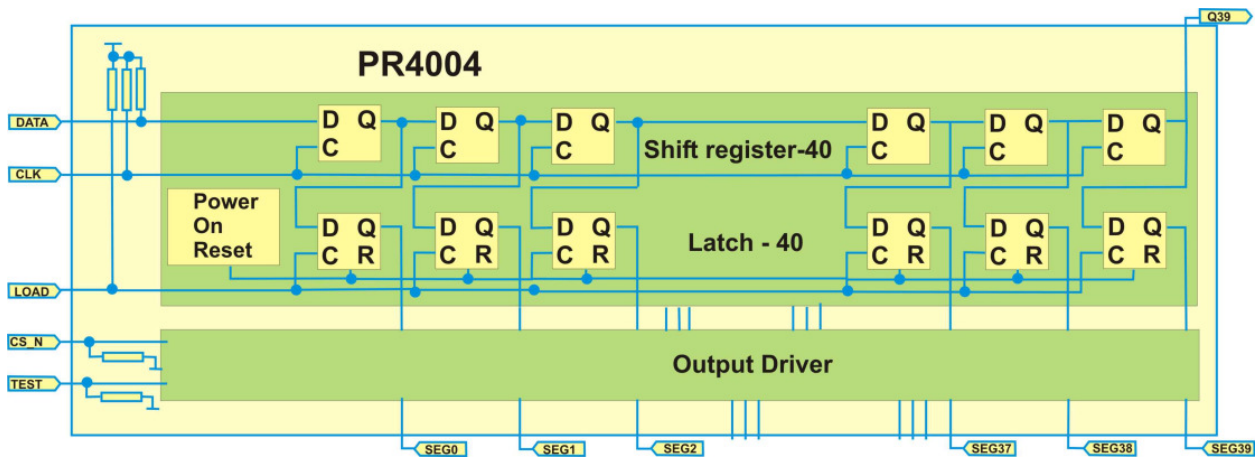 Q39
PR4004
DATA
D Q D Q D Q D Q D Q D Q
C C C Shift register-40 C C C
CLK
Power
On
Reset
D Q D Q D Q Latch - 40 D Q D Q D Q
C R C R C R C R C R C R
LOAD
CS_N
Output Driver
TEST
SEG0 SEG1 SEG2 SEG37 SEG38 SEG39